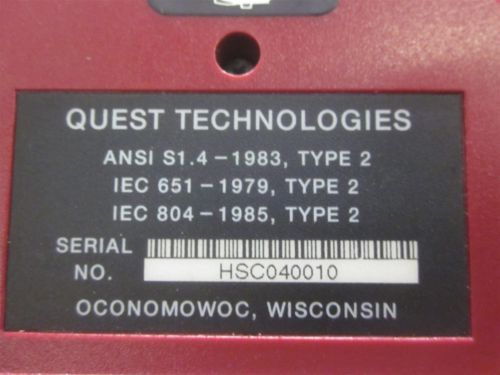 QUEST TECHNOLOGIES
ANSI S1.4-1983, TYPE 2
IEC 651-1979, TYPE 2
IEC 804-1985, TYPE 2
SERIAL
NO. HSC040010
OCONOMOWOC, WISCONSIN